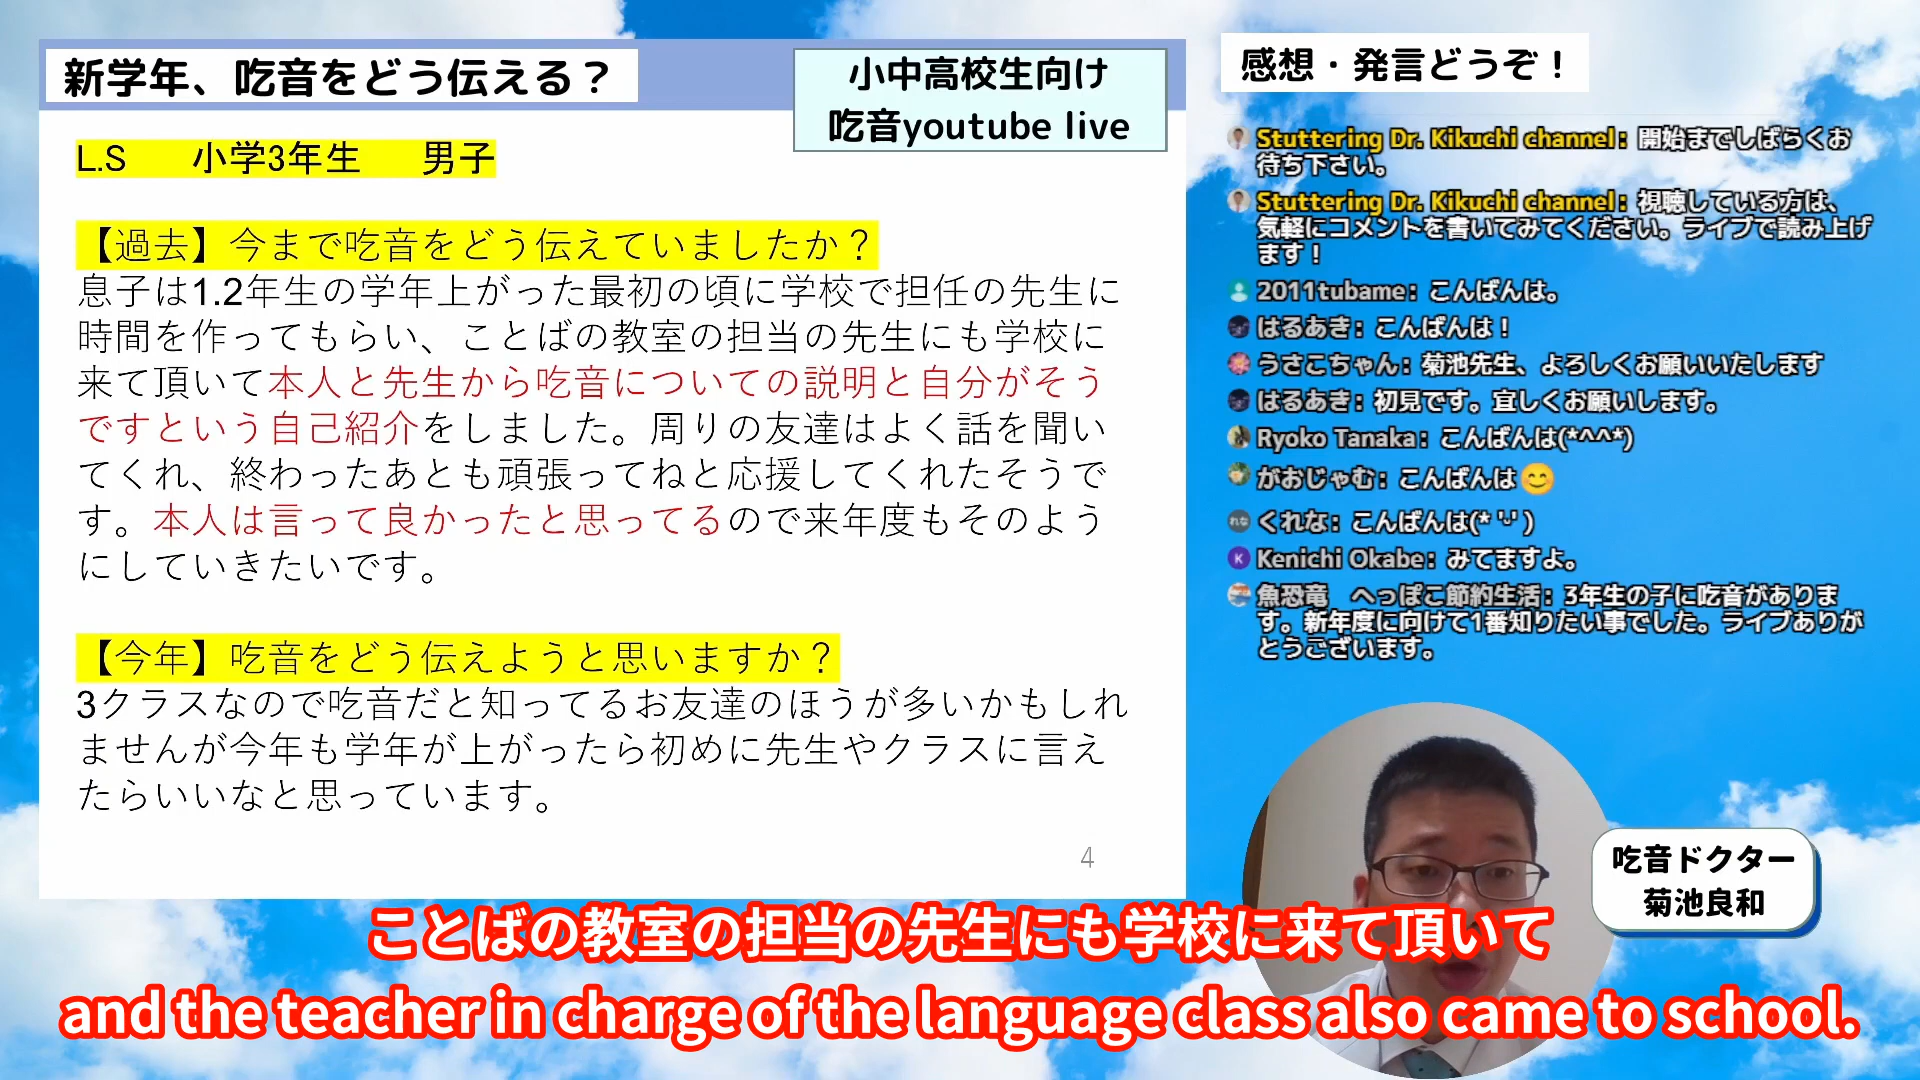 新学年、吃音をどう伝える？
小中高校生向け
吃音youtube live
L.S 小学3年生 男子
【過去】今まで吃音をどう伝えていましたか？
息子は1.2年生の学年上がった最初の頃に学校で担任の先生に
時間を作ってもらい、ことばの教室の担当の先生にも学校に
来て頂いて本人と先生から吃音についての説明と自分がそう
ですという自己紹介をしました。周りの友達はよく話を聞い
てくれ、終わったあとも頑張ってねと応援してくれたそうで
す。本人は言って良かったと思ってるので来年度もそのよう
にしていきたいです。
【今年】吃音をどう伝えようと思いますか？
3クラスなので吃音だと知ってるお友達のほうが多いかもしれ
ませんが今年も学年が上がったら初めに先生やクラスに言え
たらいいなと思っています。
4
感想・発言どうぞ！
Stuttering Dr. Kikuchi channel: 開始までしばらくお
待ち下さい。
Stuttering Dr. Kikuchi channel: 視聴している方は、
気軽にコメントを書いてみてください。ライブで読み上げ
ます！
2011tubame: こんばんは。
はるあき: こんばんは！
うさこちゃん: 菊池先生、よろしくお願いいたします
はるあき: 初見です。宜しくお願いします。
Ryoko Tanaka: こんばんは(*^^*)
がおじゃむ: こんばんは😊
れな くれな: こんばんは(* 'ᵕ' )
K Kenichi Okabe: みてますよ。
魚恐竜 へっぽこ節約生活: 3年生の子に吃音がありま
す。新年度に向けて1番知りたい事でした。ライブありが
とうございます。
吃音ドクター
菊池良和
ことばの教室の担当の先生にも学校に来て頂いて
and the teacher in charge of the language class also came to school.